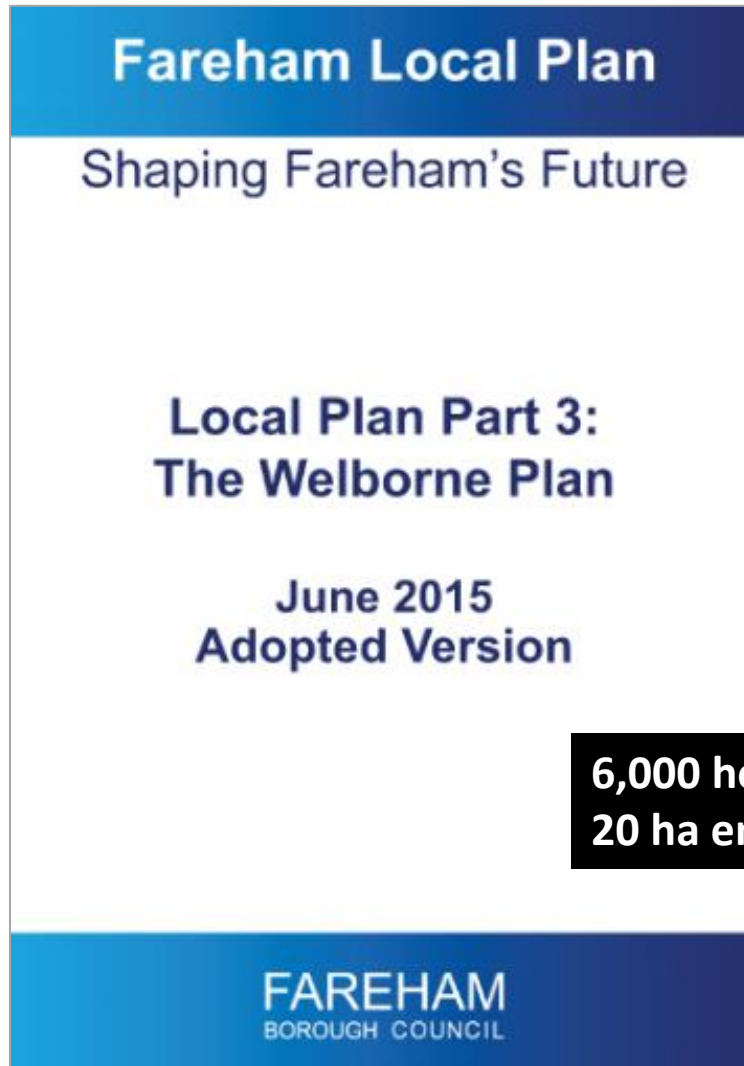 Fareham Local Plan
Shaping Fareham's Future
Local Plan Part 3:
The Welborne Plan
June 2015
Adopted Version
6,000
20 ha
FAREHAM
BOROUGH COUNCIL